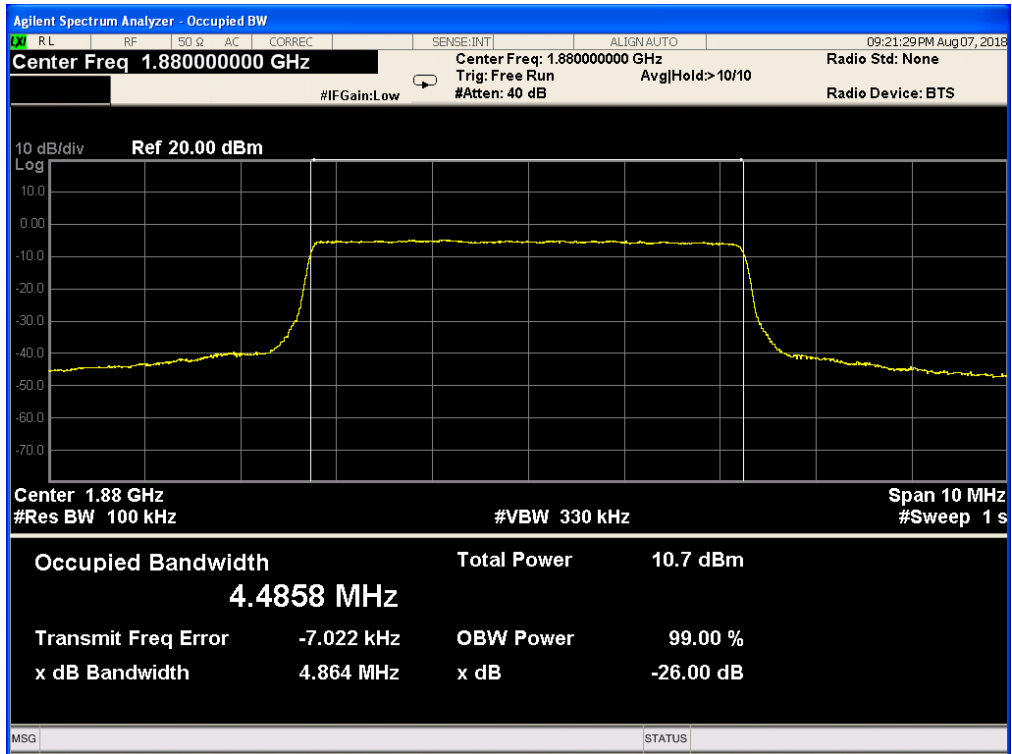 Agilent Spectrum Analyzer - Occupied BW
LXI RL RF 50 Ω AC CORREC SENSE:INT ALIGN AUTO 09:21:29 PM Aug 07, 2018
Center Freq 1.880000000 GHz Center Freq: 1.880000000 GHz Radio Std: None
Trig: Free Run Avg|Hold:>10/10
#IFGain:Low #Atten: 40 dB Radio Device: BTS
10 dB/div Ref 20.00 dBm
Log
10.0
0.00
-10.0
-20.0
-30.0
-40.0
-50.0
-60.0
-70.0
Center 1.88 GHz Span 10 MHz
#Res BW 100 kHz #VBW 330 kHz #Sweep 1 s
Occupied Bandwidth Total Power 10.7 dBm
4.4858 MHz
Transmit Freq Error -7.022 kHz OBW Power 99.00 %
x dB Bandwidth 4.864 MHz x dB -26.00 dB
MSG STATUS